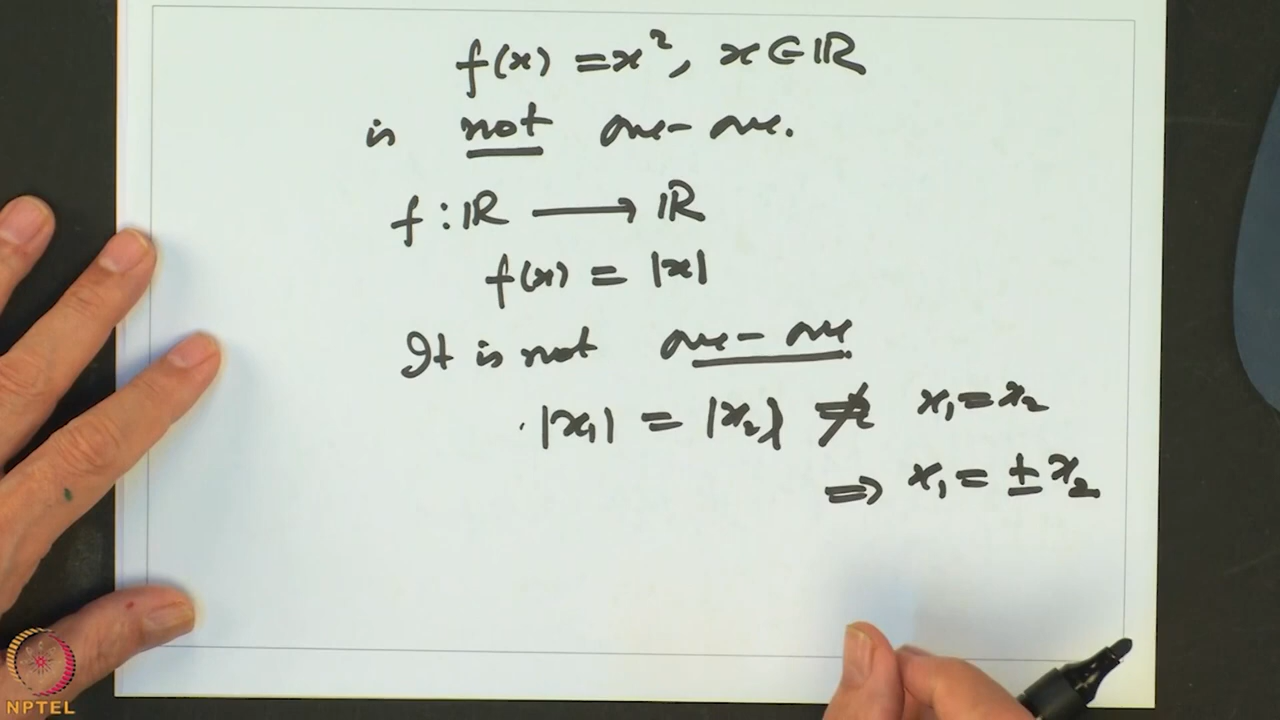 f(x) = x², x ∈ ℝ
is not one-one.
f : ℝ ⟶ ℝ
f(x) = |x|
It is not one-one.
|x₁| = |x₂| ⇏ x₁ = x₂
⇒ x₁ = ± x₂
NPTEL